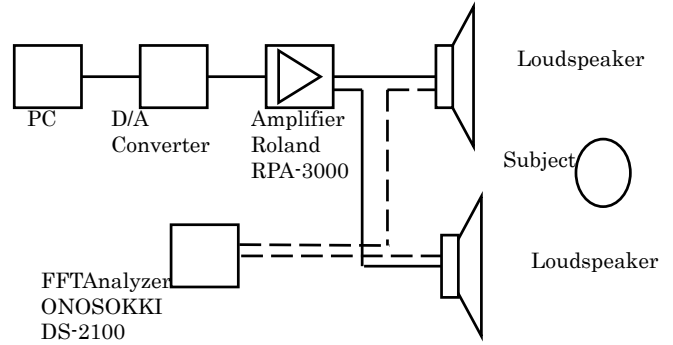 Loudspeaker
PC
D/A
Converter
Amplifier
Roland
RPA-3000
Subject
FFTAnalyzer
ONOSOKKI
DS-2100
Loudspeaker